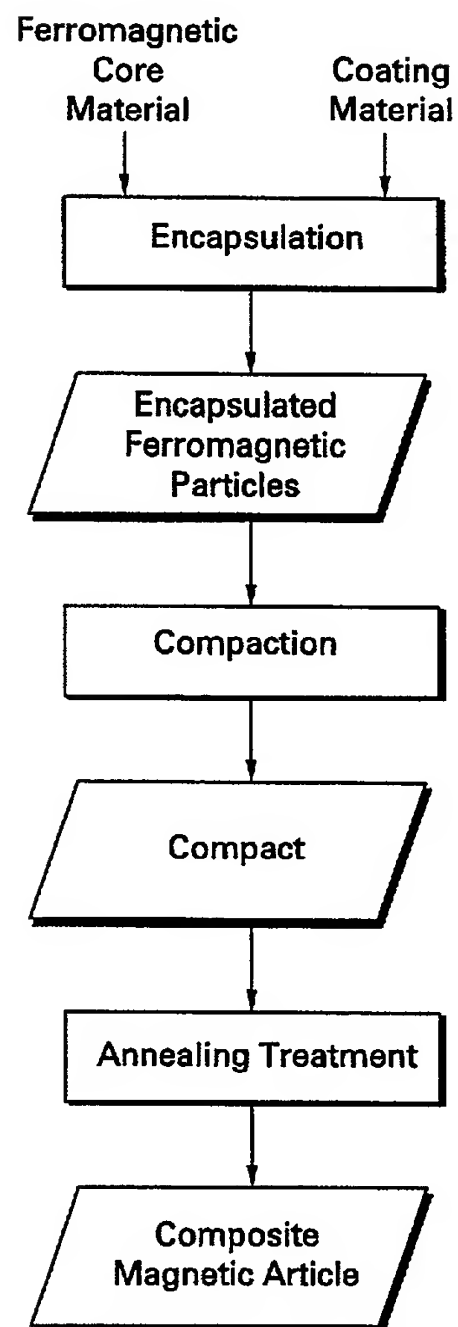 Ferromagnetic
Core
Material
Coating
Material
Encapsulation
Encapsulated
Ferromagnetic
Particles
Compaction
Compact
Annealing Treatment
Composite
Magnetic Article